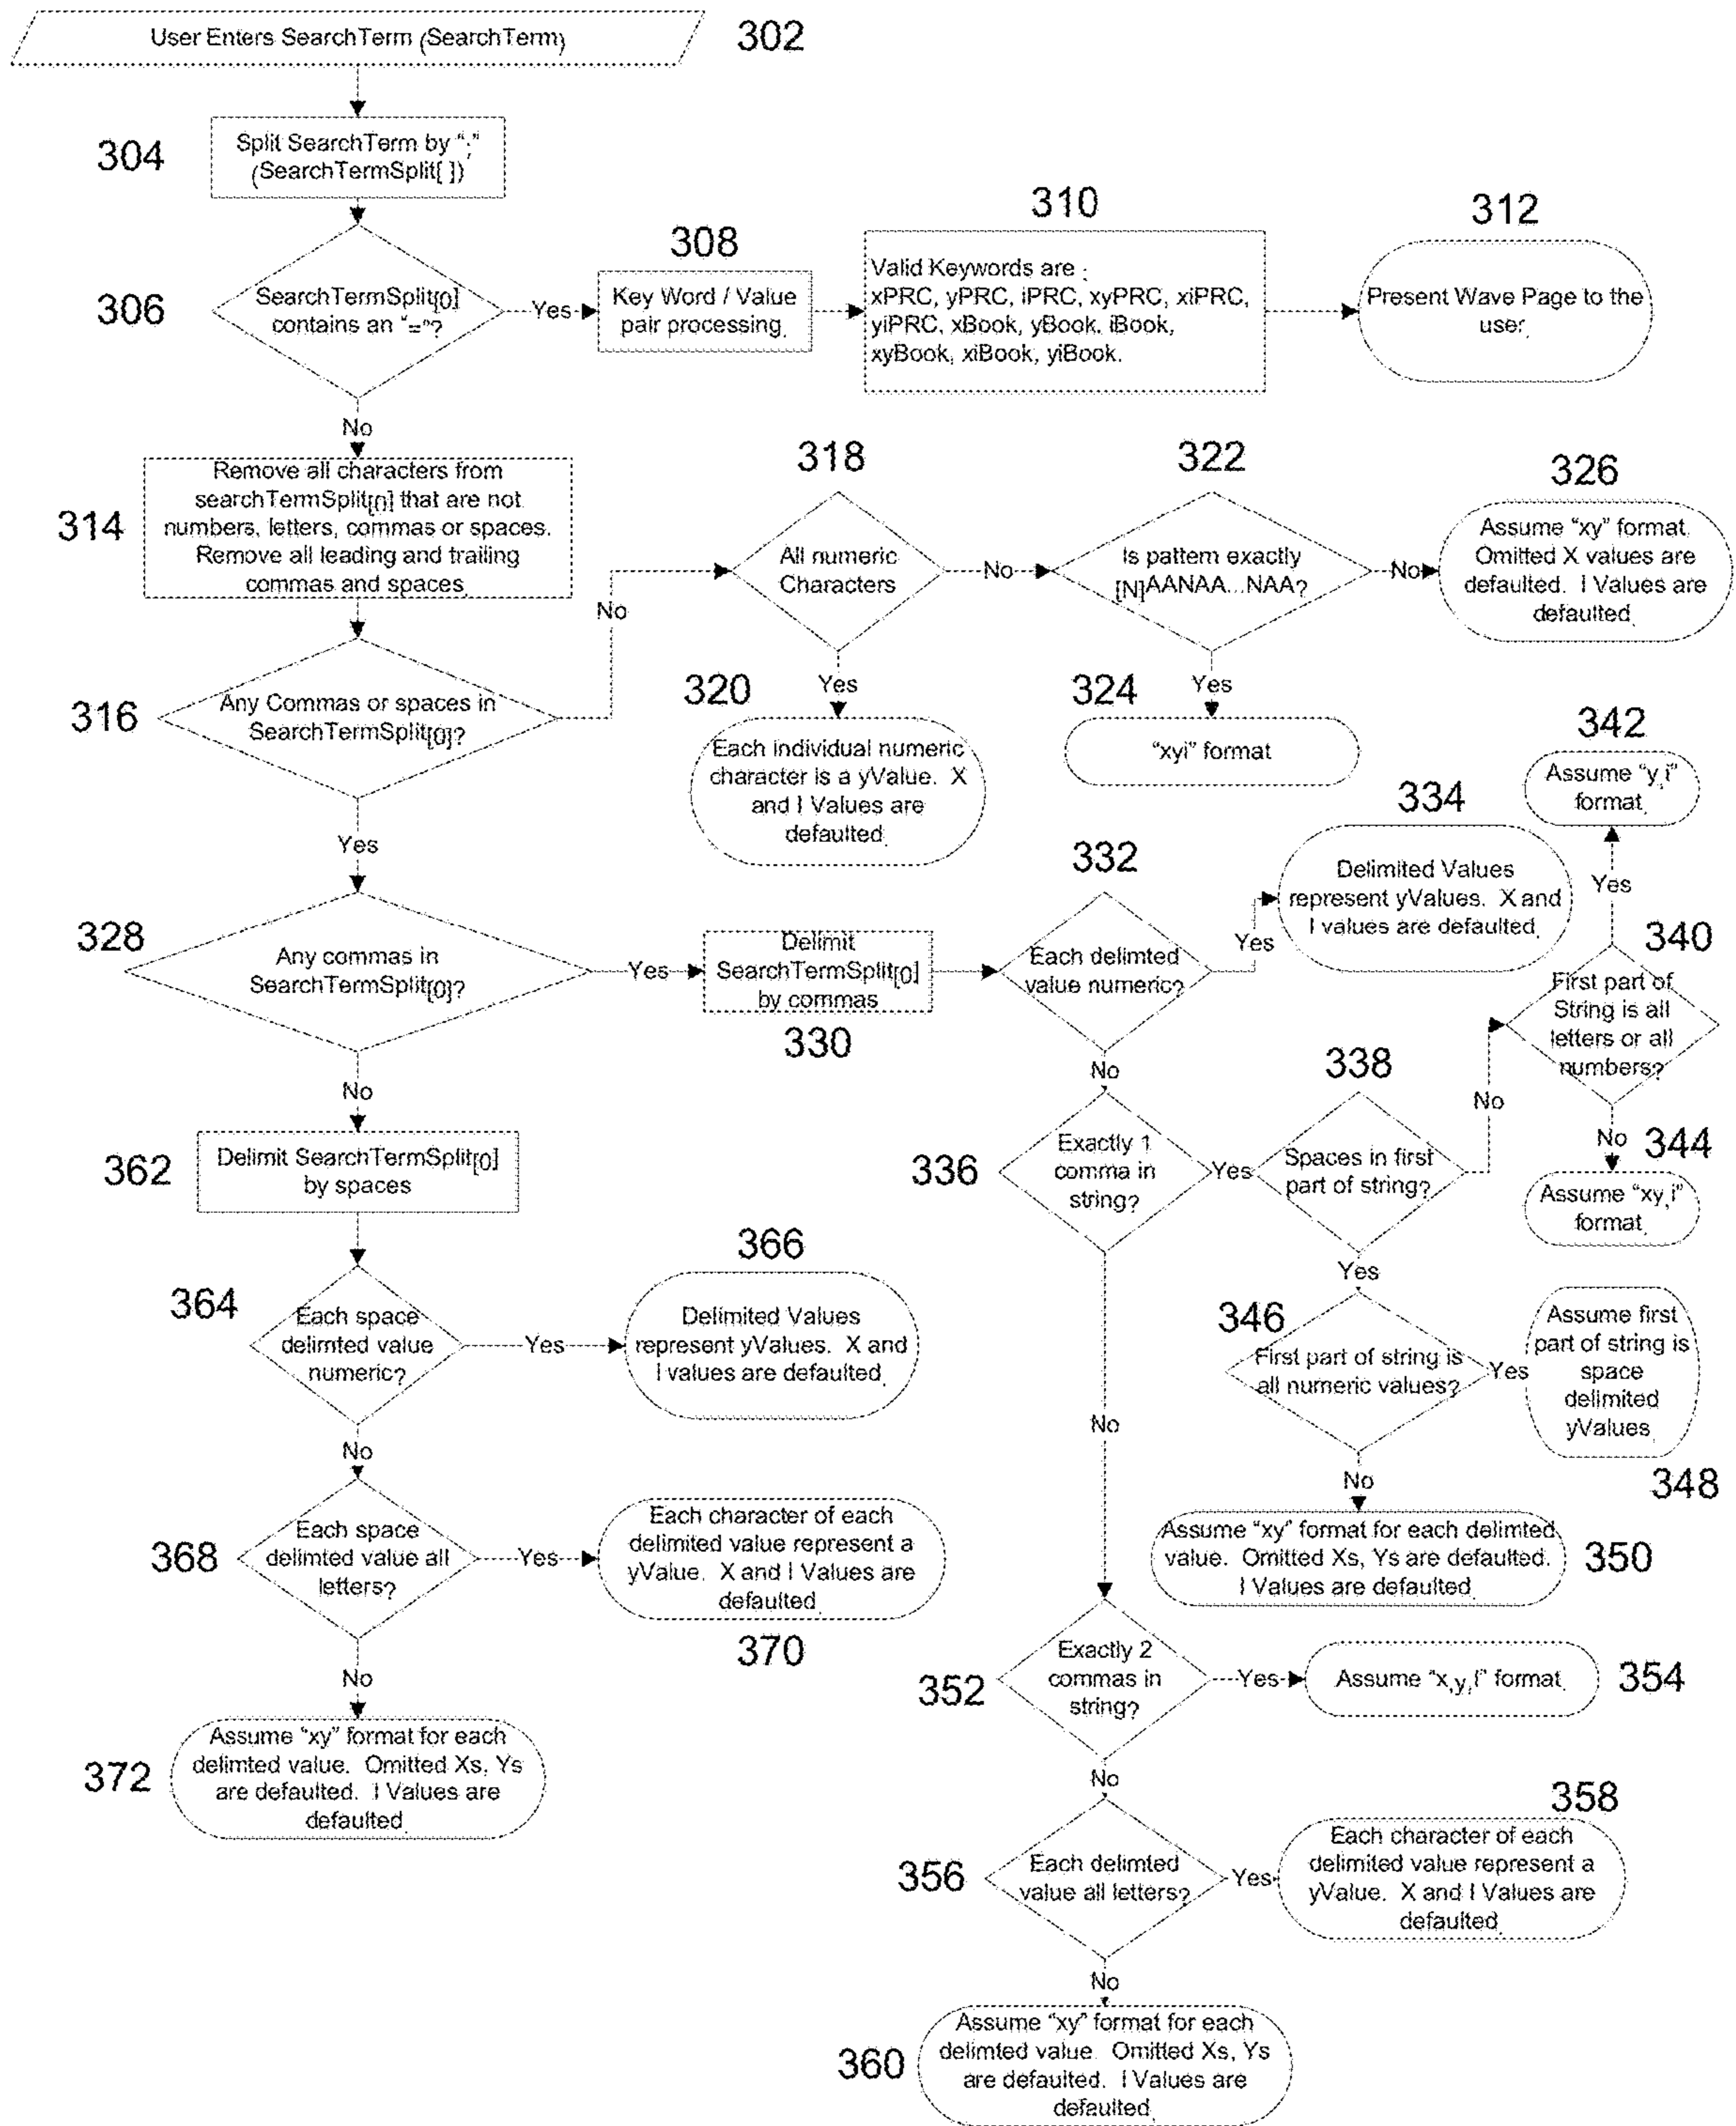 User Enters SearchTerm (SearchTerm)
302
304
Split SearchTerm by ";"
(SearchTermSplit[ ])
306
SearchTermSplit[0]
contains an "="?
Yes
308
Key Word / Value
pair processing.
310
Valid Keywords are :
xPRC, yPRC, iPRC, xyPRC, xiPRC,
yiPRC, xBook, yBook, iBook,
xyBook, xiBook, yiBook.
312
Present Wave Page to the
user.
No
314
Remove all characters from
searchTermSplit[0] that are not
numbers, letters, commas or spaces.
Remove all leading and trailing
commas and spaces.
316
Any Commas or spaces in
SearchTermSplit[0]?
No
318
All numeric
Characters
No
322
Is pattern exactly
[N]AANAA...NAA?
No
326
Assume "xy" format.
Omitted X values are
defaulted. I Values are
defaulted.
320
Yes
Each individual numeric
character is a yValue. X
and I Values are
defaulted.
324
Yes
"xyi" format
Yes
328
Any commas in
SearchTermSplit[0]?
Yes
Delimit
SearchTermSplit[0]
by commas
330
332
Each delimted
value numeric?
Yes
334
Delimited Values
represent yValues. X and
I values are defaulted.
342
Assume "y,i"
format.
Yes
340
First part of
String is all
letters or all
numbers?
No
344
Assume "xy,i"
format.
No
336
Exactly 1
comma in
string?
Yes
338
Spaces in first
part of string?
No
Yes
346
First part of string is
all numeric values?
Yes
Assume first
part of string is
space
delimited
yValues.
348
No
Assume "xy" format for each delimted
value. Omitted Xs, Ys are defaulted.
I Values are defaulted.
350
No
352
Exactly 2
commas in
string?
Yes
Assume "x,y,i" format.
354
No
356
Each delimted
value all letters?
Yes
358
Each character of each
delimited value represent a
yValue. X and I Values are
defaulted.
No
360
Assume "xy" format for each
delimted value. Omitted Xs, Ys
are defaulted. I Values are
defaulted.
No
362
Delimit SearchTermSplit[0]
by spaces
364
Each space
delimted value
numeric?
Yes
366
Delimited Values
represent yValues. X and
I values are defaulted.
No
368
Each space
delimted value all
letters?
Yes
Each character of each
delimited value represent a
yValue. X and I Values are
defaulted.
370
No
372
Assume "xy" format for each
delimted value. Omitted Xs, Ys
are defaulted. I Values are
defaulted.